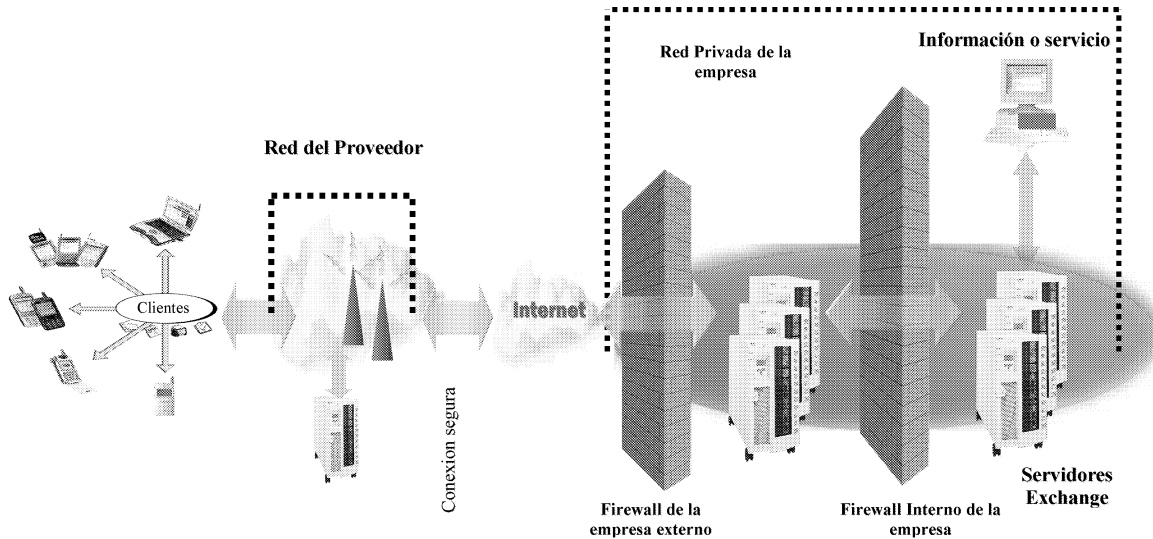 Red Privada de la
empresa
Información o servicio
Red del Proveedor
Clientes
Internet
Conexion segura
Firewall de la
empresa externo
Firewall Interno de la
empresa
Servidores
Exchange